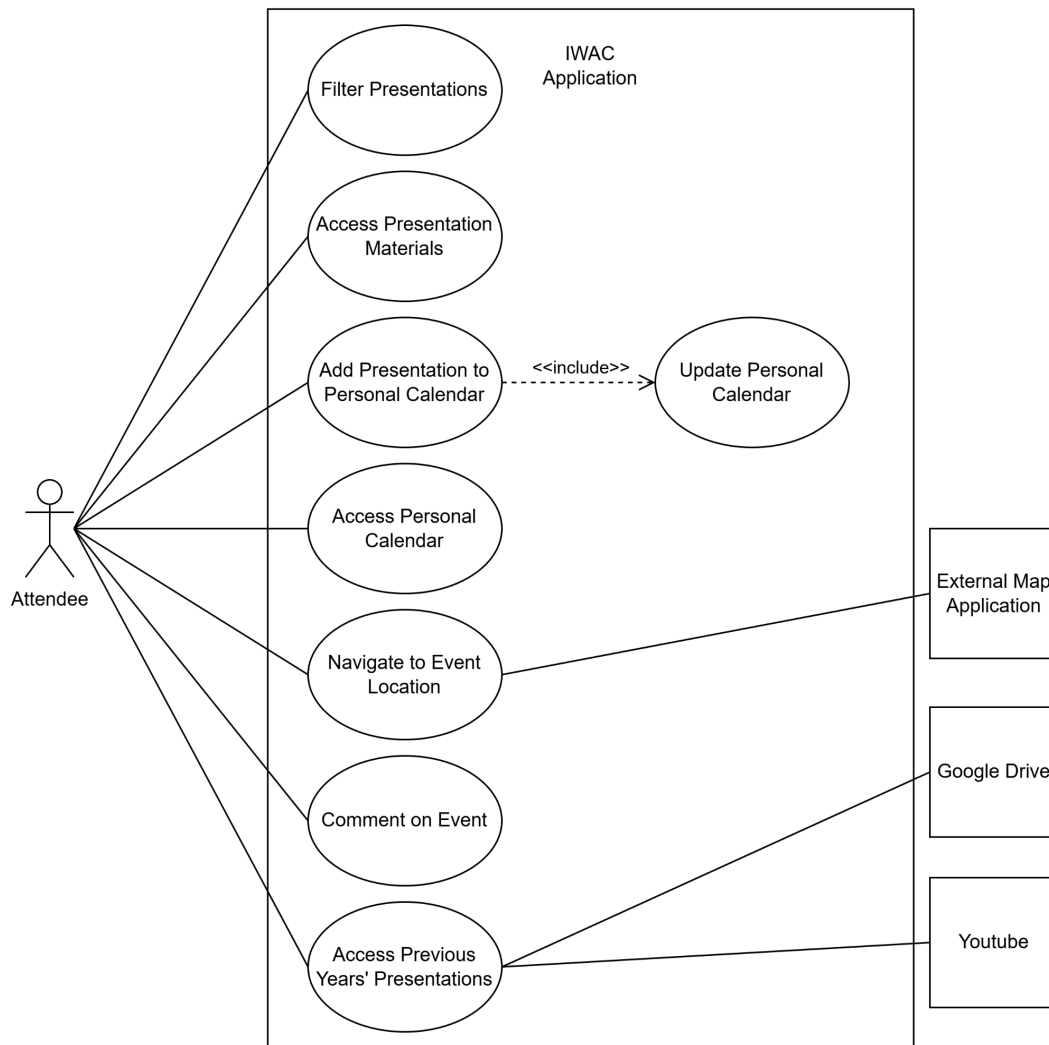 IWAC
Application
Filter Presentations
Access Presentation
Materials
Add Presentation to
Personal Calendar
<<include>>
Update Personal
Calendar
Attendee
Access Personal
Calendar
External Map
Application
Navigate to Event
Location
Google Drive
Comment on Event
Youtube
Access Previous
Years' Presentations